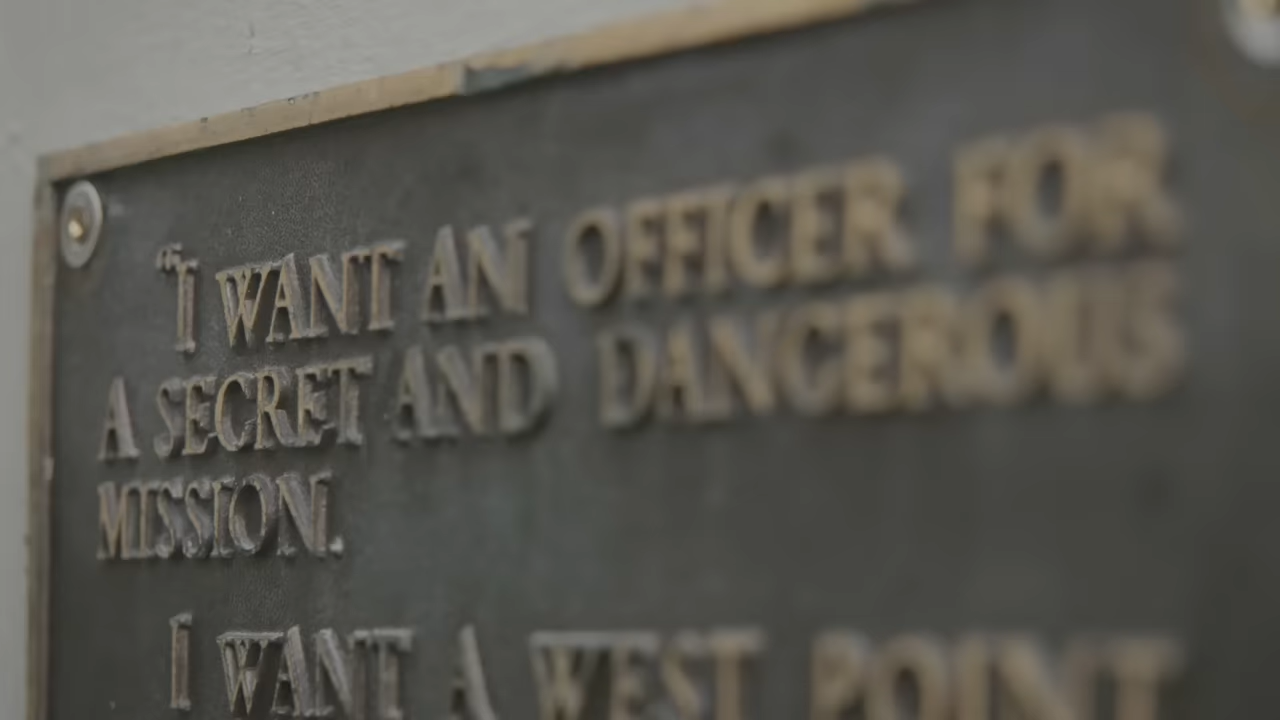 “I WANT AN OFFICER FOR
A SECRET AND DANGEROUS
MISSION.
I WANT A WEST POINT